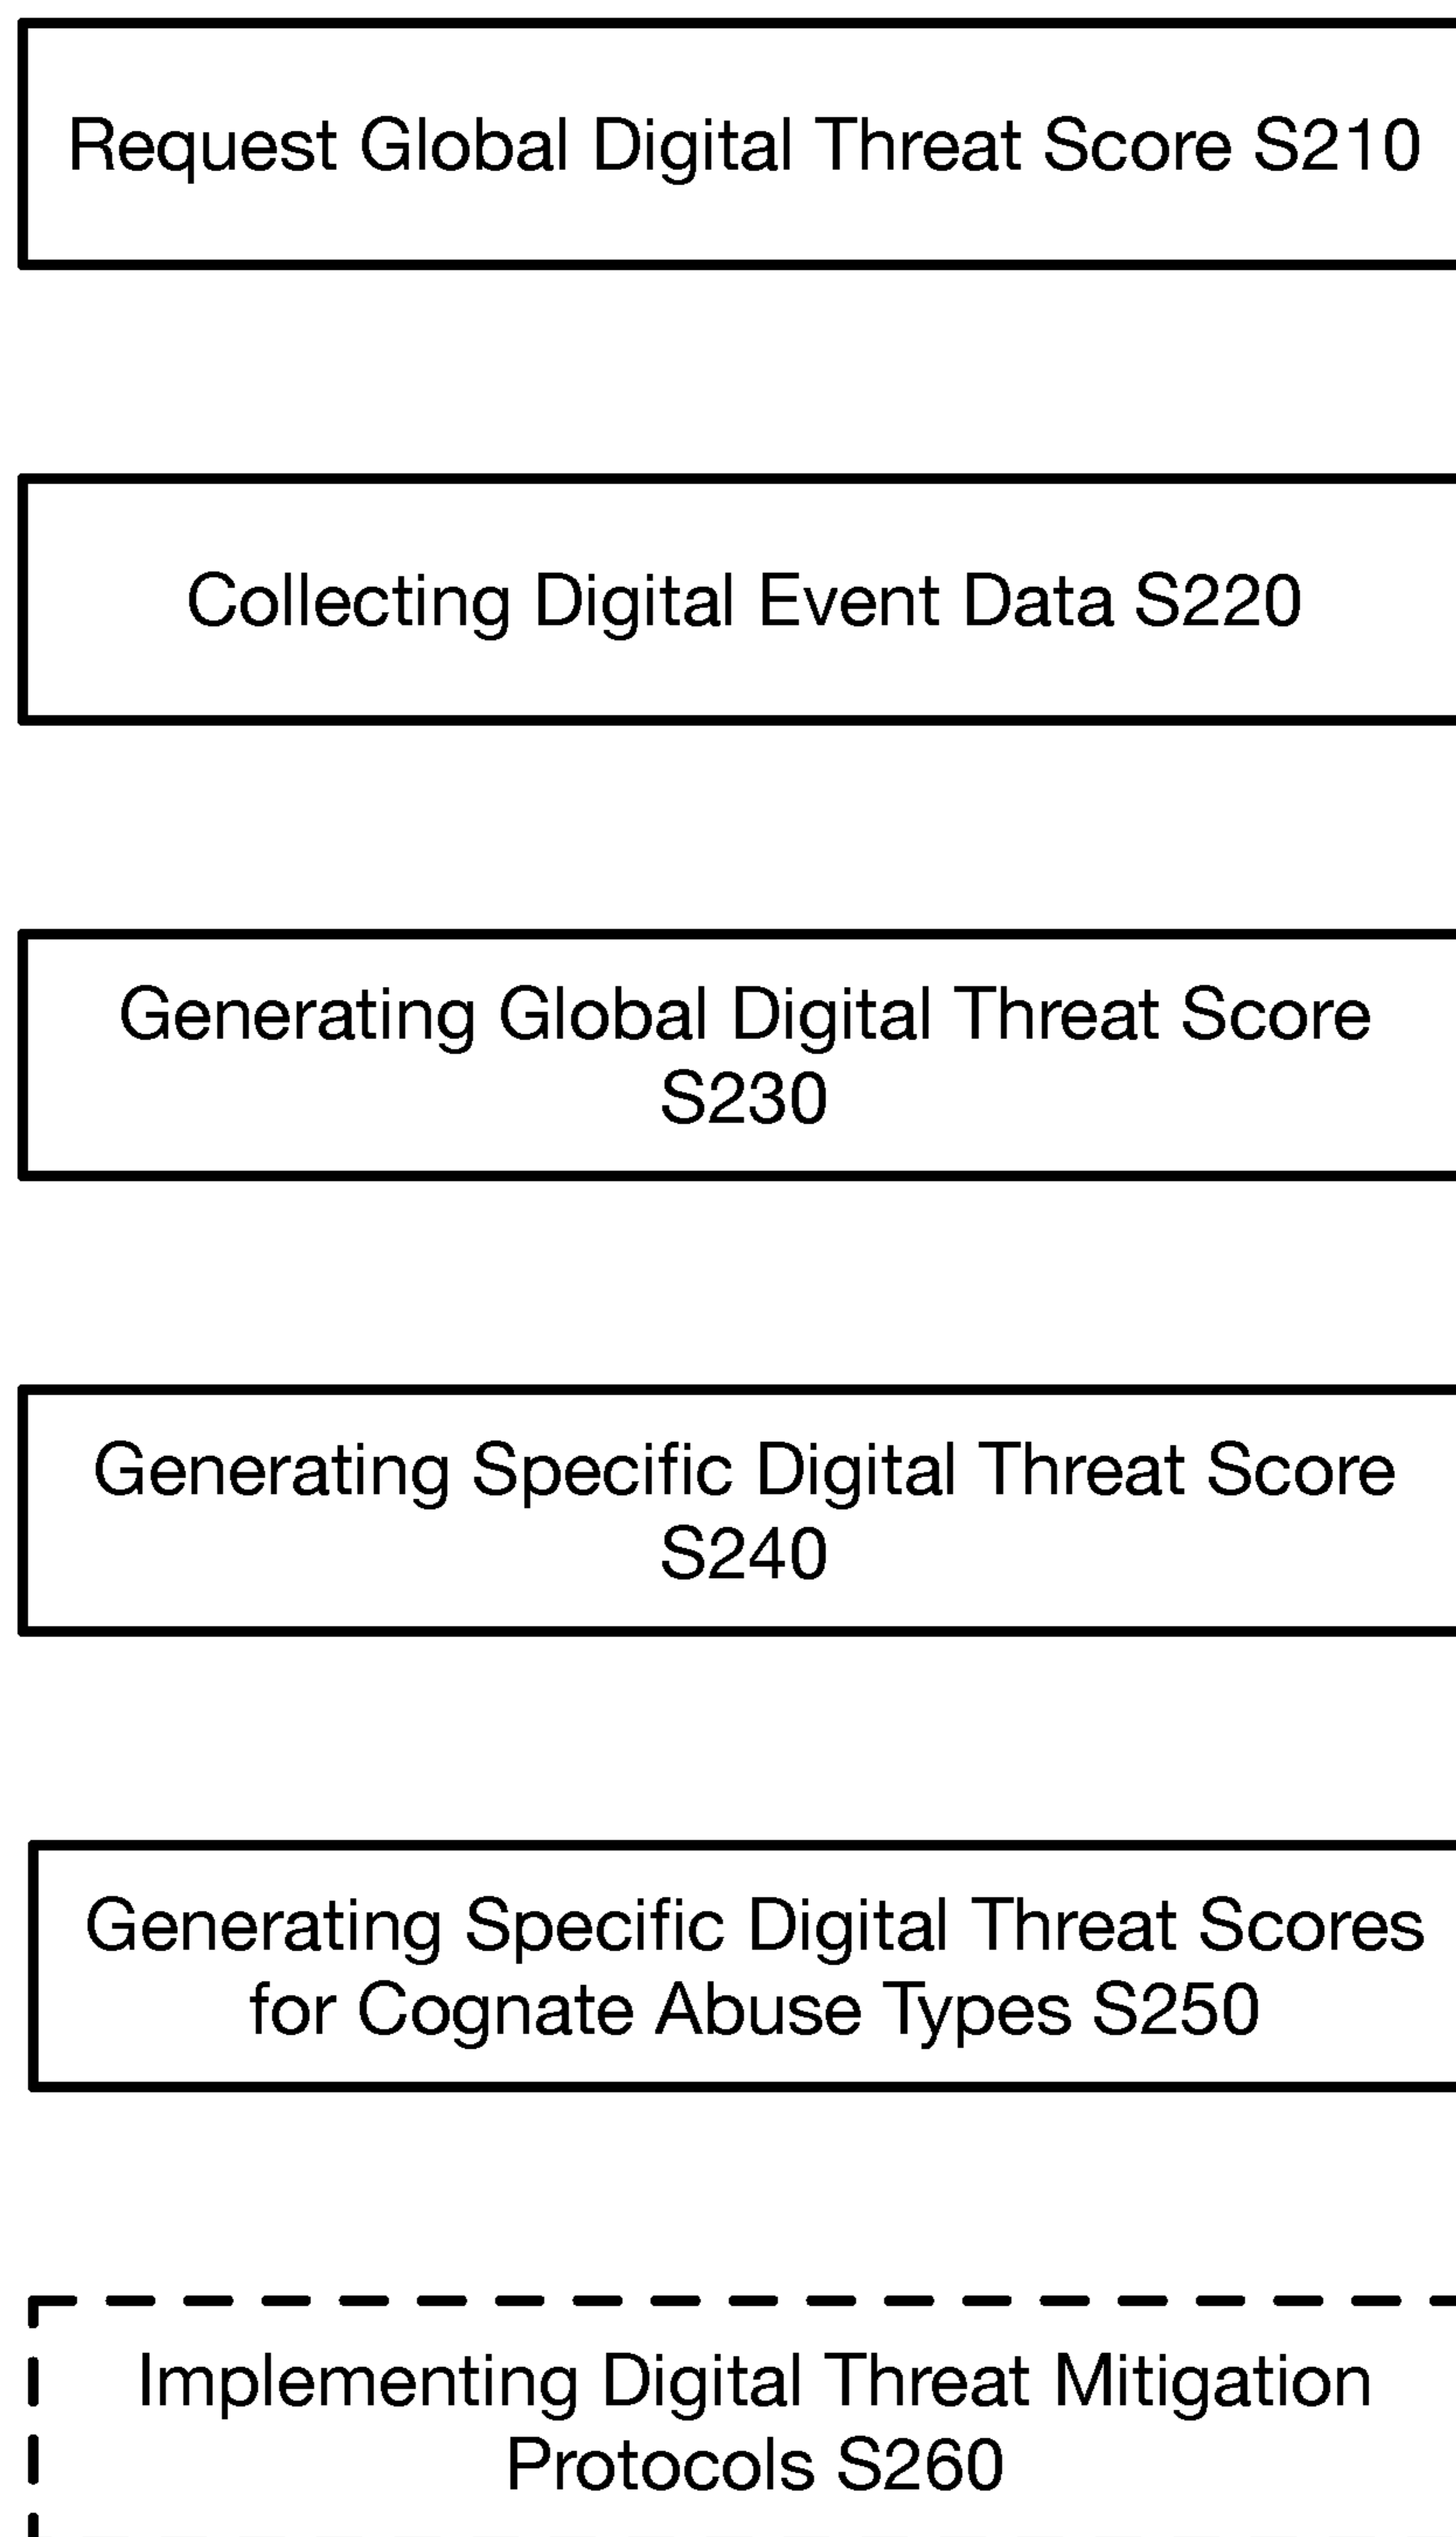 Request Global Digital Threat Score S210
Collecting Digital Event Data S220
Generating Global Digital Threat Score
S230
Generating Specific Digital Threat Score
S240
Generating Specific Digital Threat Scores
for Cognate Abuse Types S250
Implementing Digital Threat Mitigation
Protocols S260